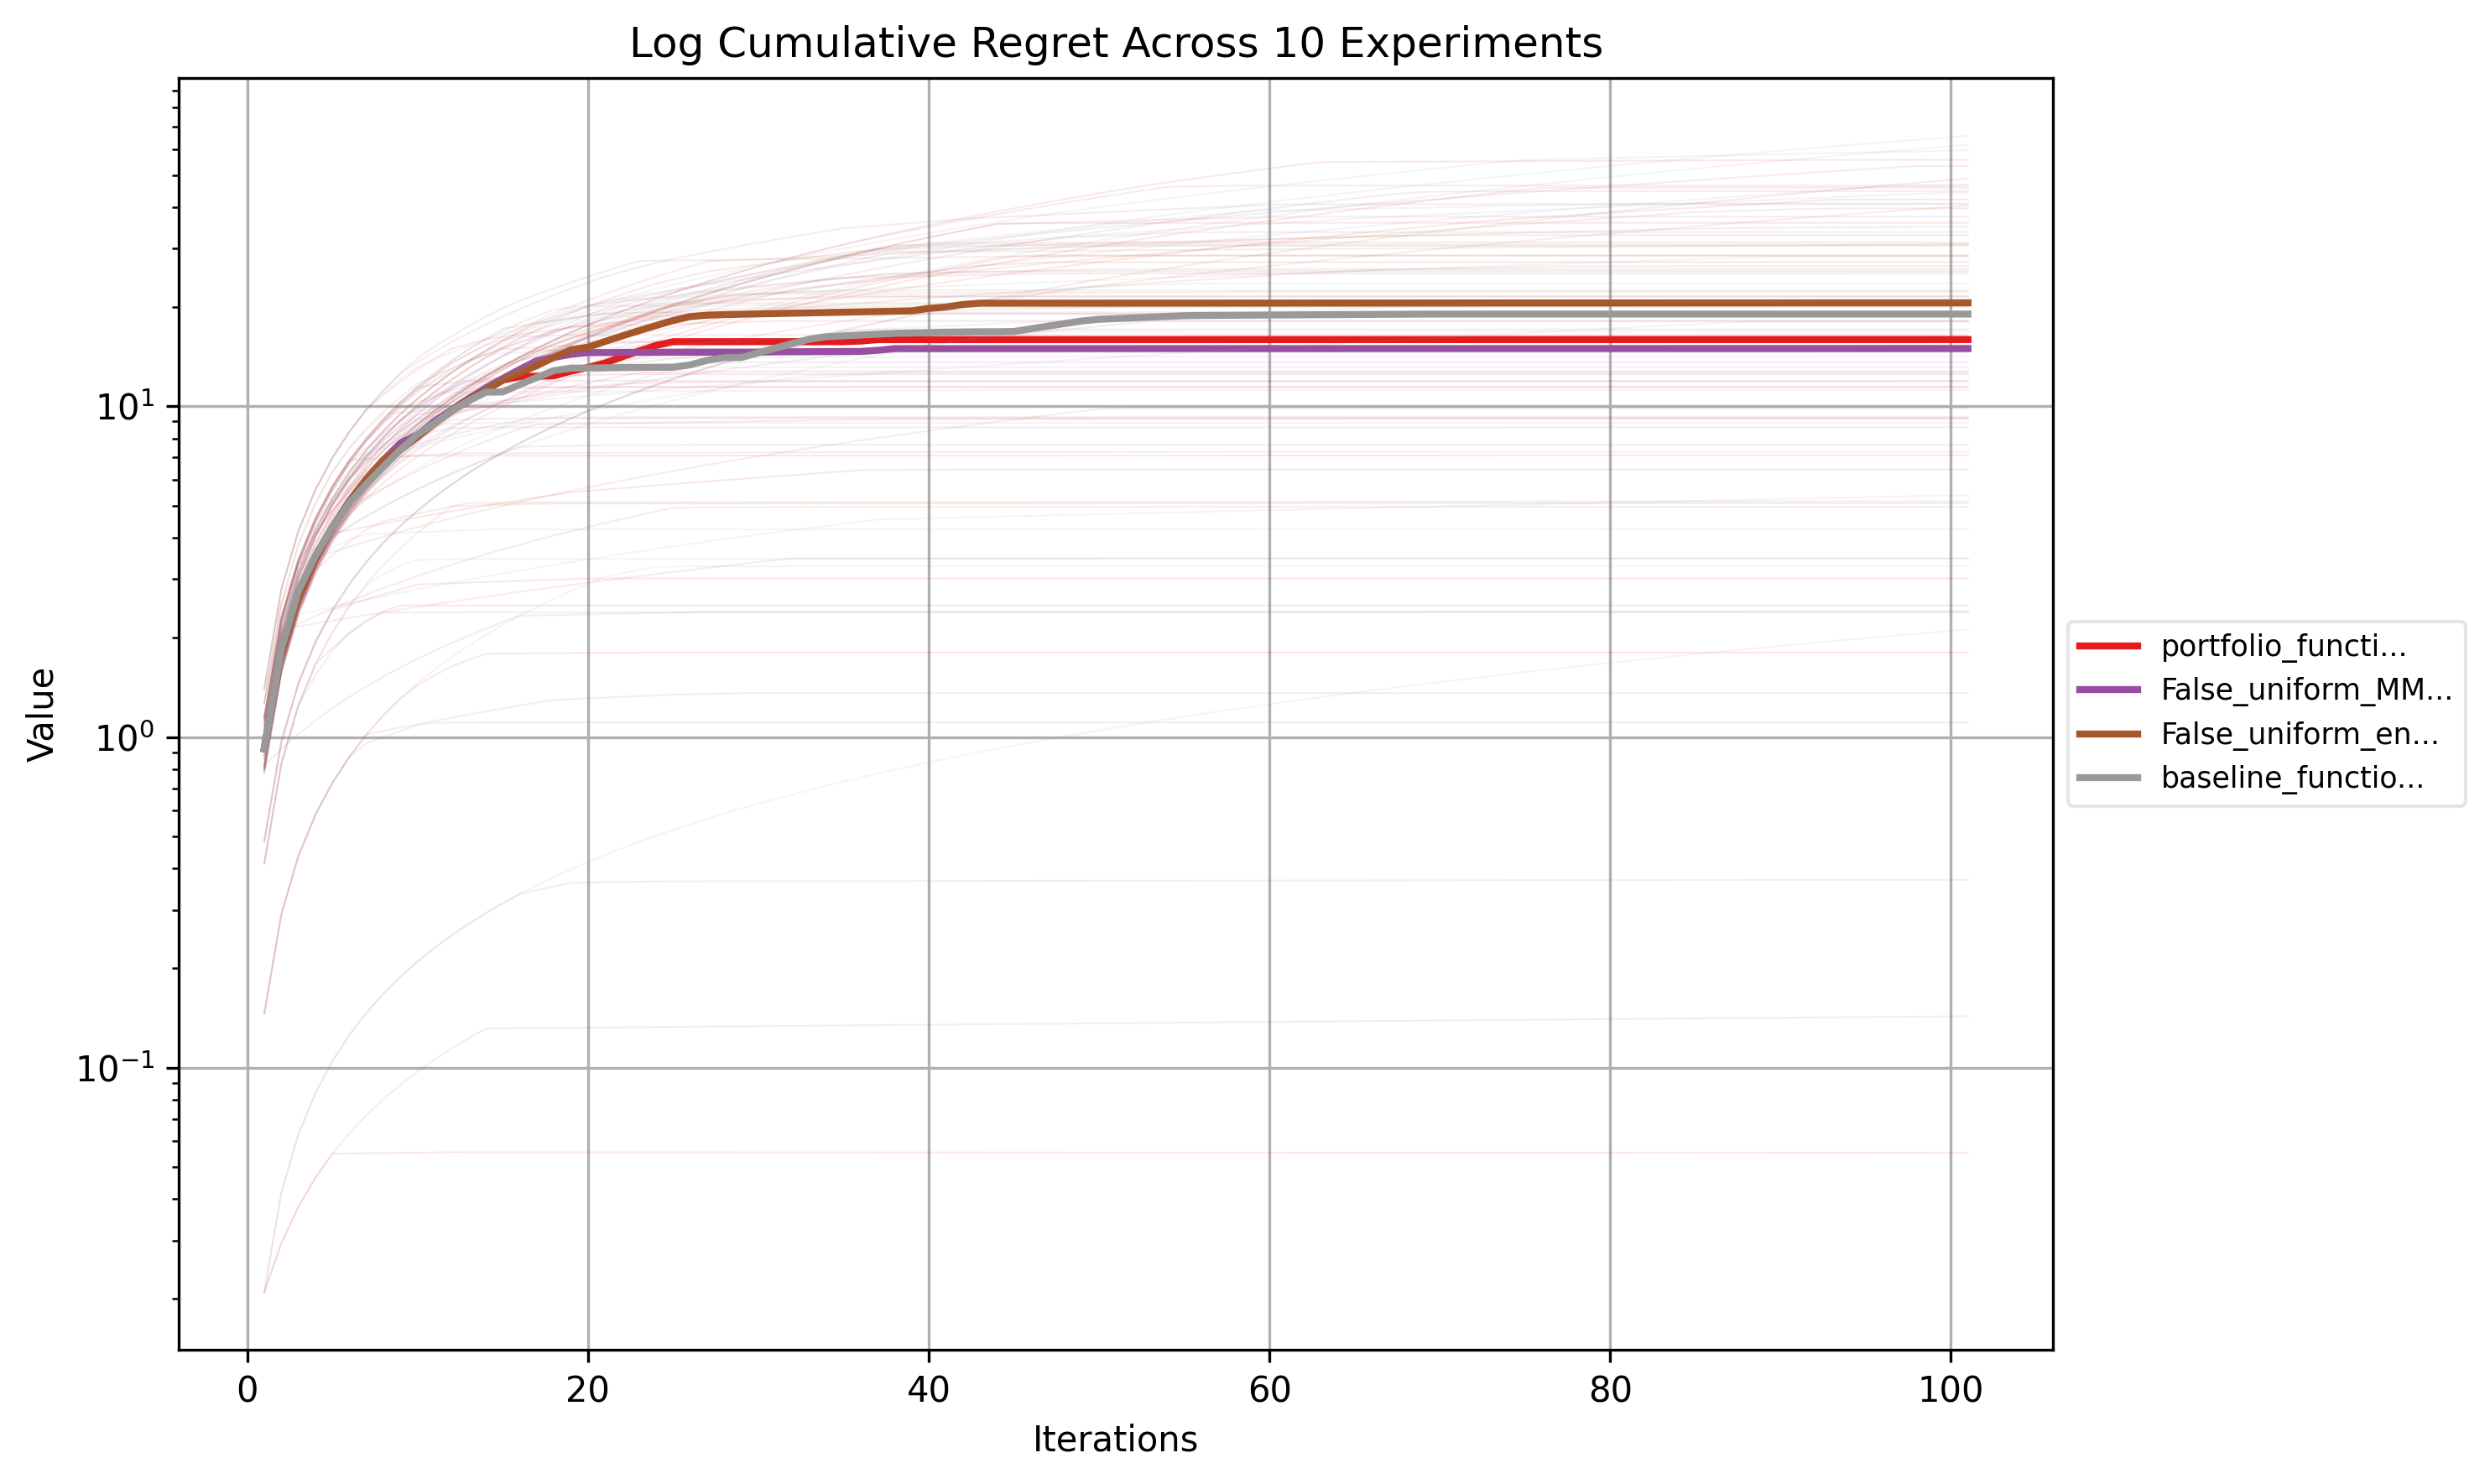 Log Cumulative Regret Across 10 Experiments
Value
10¹
10⁰
10⁻¹
0 20 40 60 80 100
Iterations
portfolio_functi...
False_uniform_MM...
False_uniform_en...
baseline_functio...